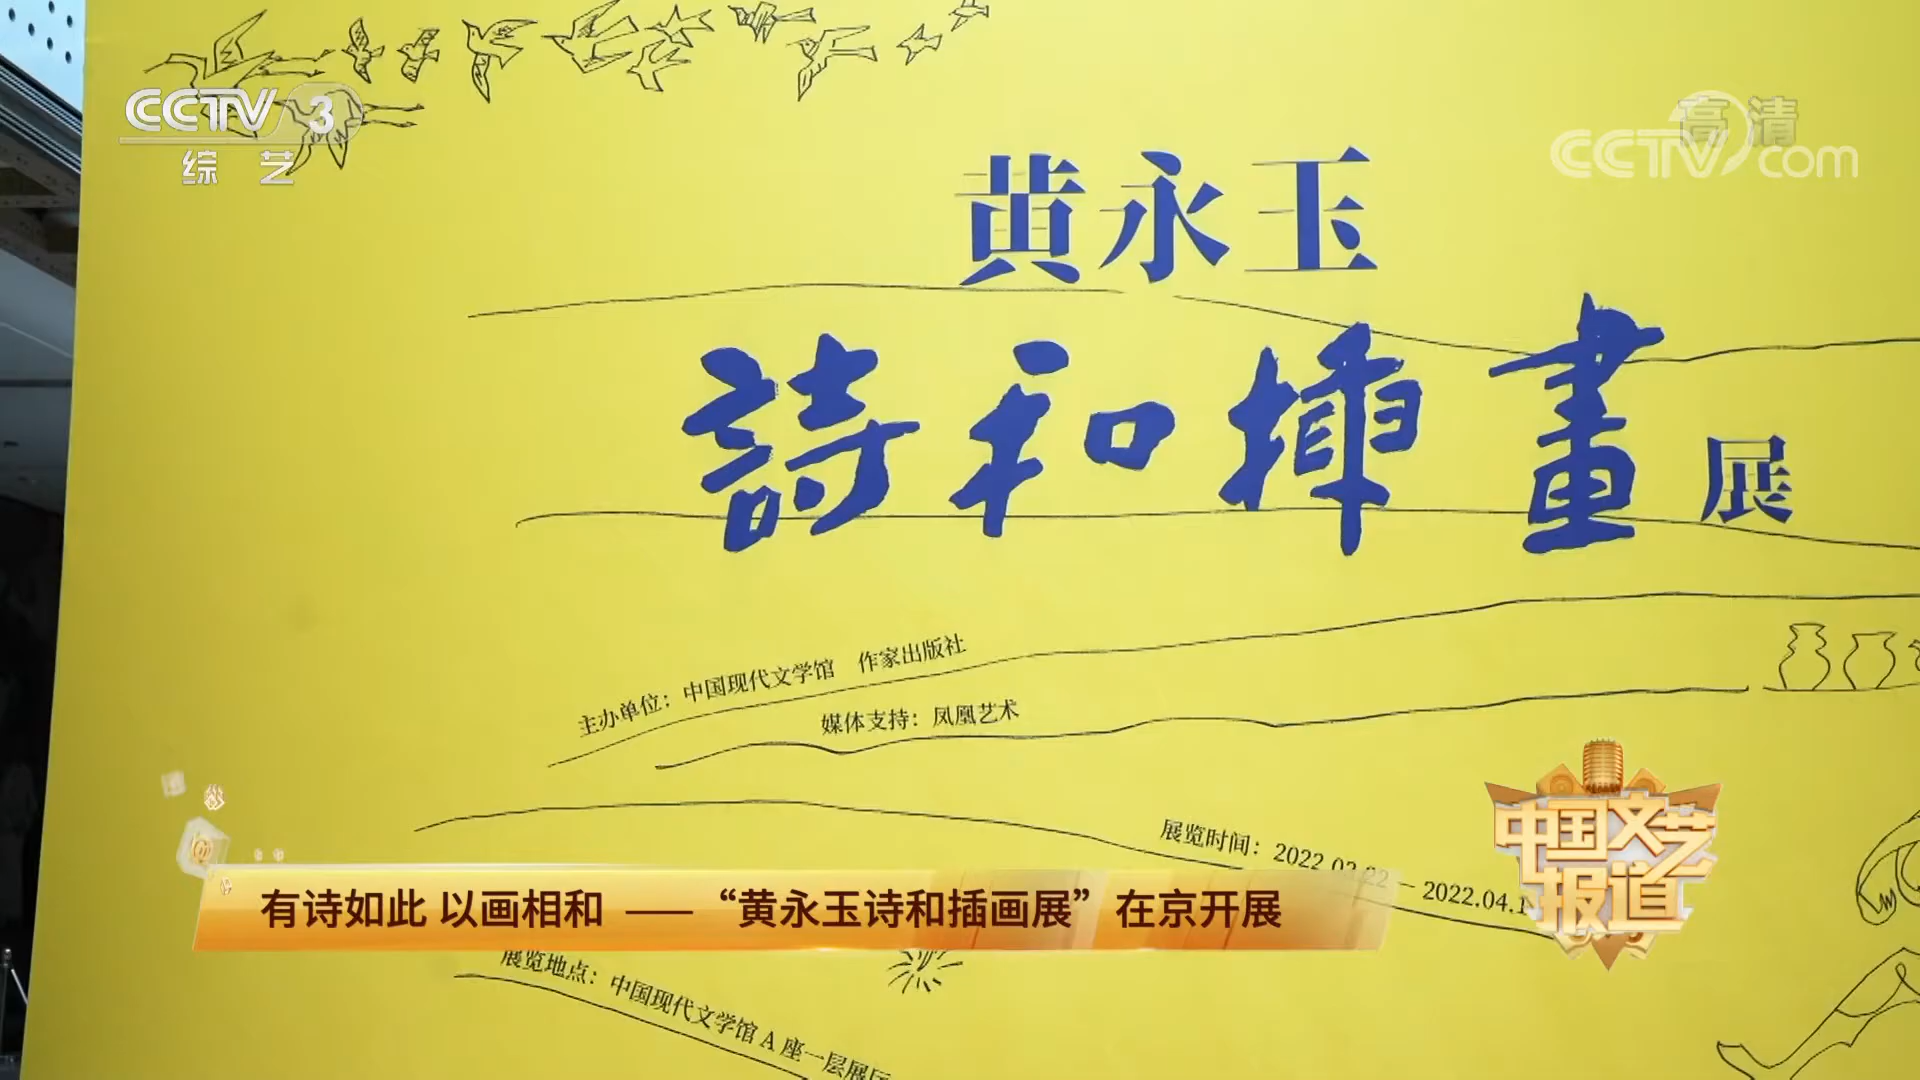 CCTV 3
综艺
高清
CCTV com
黄永玉
詩和插畫展
主办单位：中国现代文学馆　作家出版社
媒体支持：凤凰艺术
展览时间：2022.03.22 — 2022.04.1
中国文艺报道
有诗如此 以画相和 ——“黄永玉诗和插画展”在京开展
展览地点：中国现代文学馆 A 座一层展厅